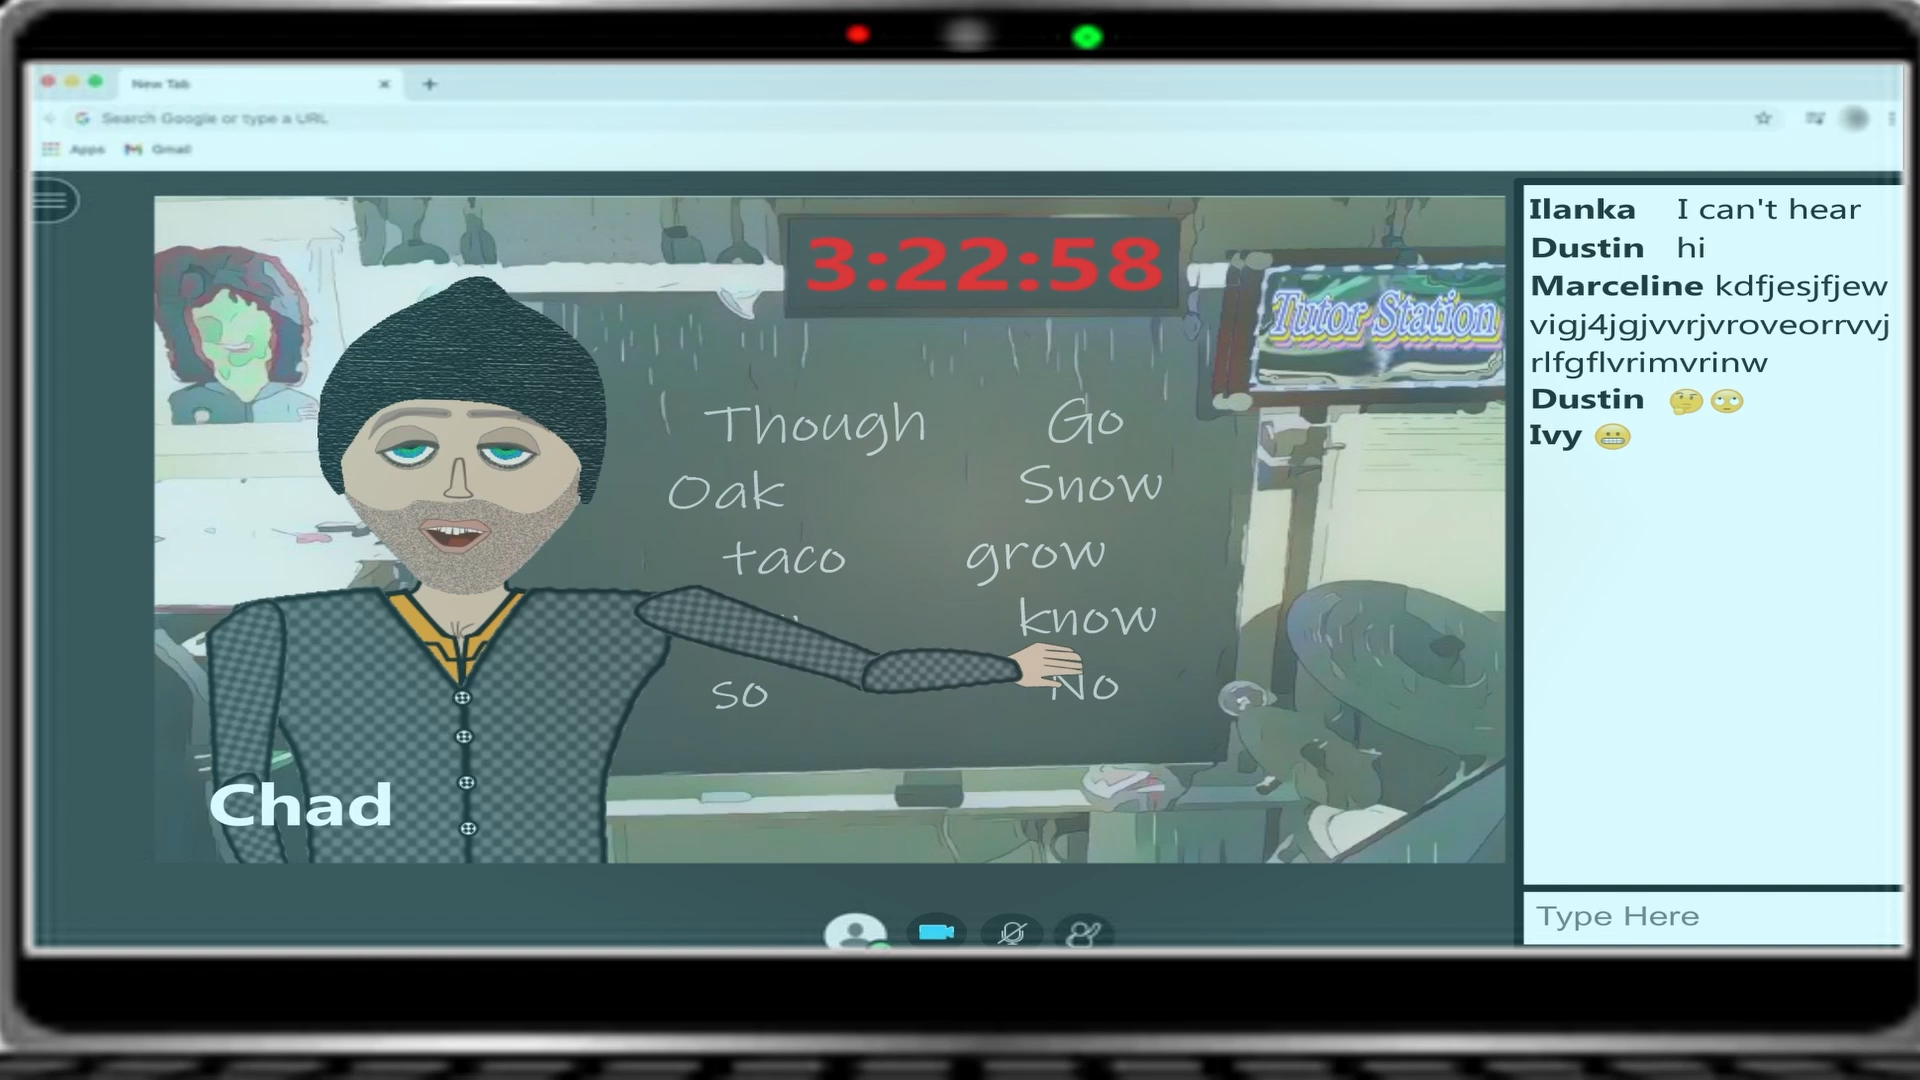 New Tab
Search Google or type a URL
Apps Gmail
3:22:58
Tutor Station
Though Go
Oak Snow
taco grow
know
so No
Chad
Ilanka I can't hear
Dustin hi
Marceline kdfjesjfjew
vigj4jgjvvrjvroveorrvvj
rlfgflvrimvrinw
Dustin 🤔🙄
Ivy 😬
Type Here